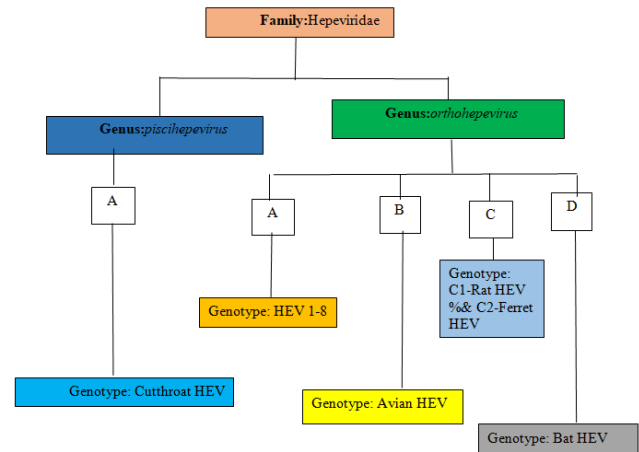 Family:Hepeviridae
Genus:piscihepevirus
Genus:orthohepevirus
A
A
B
C
D
Genotype:
C1-Rat HEV
%& C2-Ferret
HEV
Genotype: HEV 1-8
Genotype: Cutthroat HEV
Genotype: Avian HEV
Genotype: Bat HEV